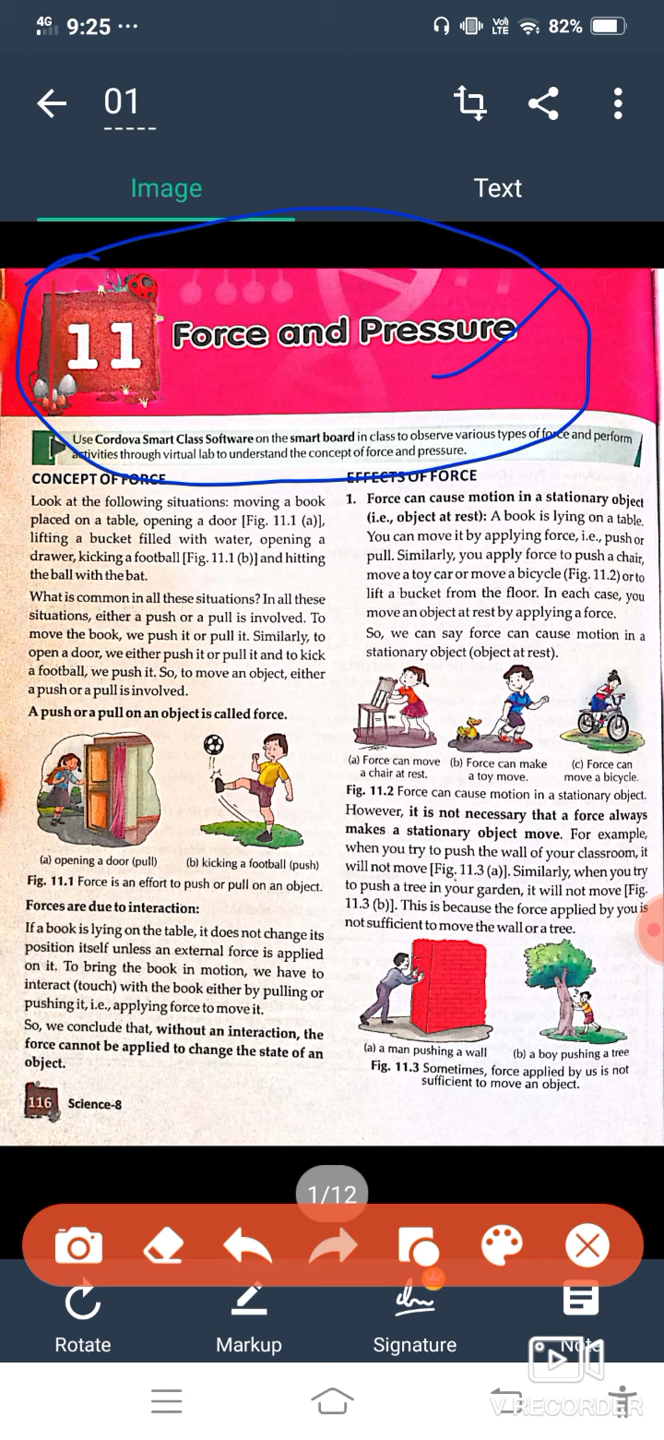 4G 9:25 ... Vo) LTE 82%
01
Image Text
11 Force and Pressure
Use Cordova Smart Class Software on the smart board in class to observe various types of force and perform
activities through virtual lab to understand the concept of force and pressure.
CONCEPT OF FORCE
Look at the following situations: moving a book
placed on a table, opening a door [Fig. 11.1 (a)],
lifting a bucket filled with water, opening a
drawer, kicking a football [Fig. 11.1 (b)] and hitting
the ball with the bat.
What is common in all these situations? In all these
situations, either a push or a pull is involved. To
move the book, we push it or pull it. Similarly, to
open a door, we either push it or pull it and to kick
a football, we push it. So, to move an object, either
a push or a pull is involved.
A push or a pull on an object is called force.
(a) opening a door (pull) (b) kicking a football (push)
Fig. 11.1 Force is an effort to push or pull on an object.
Forces are due to interaction:
If a book is lying on the table, it does not change its
position itself unless an external force is applied
on it. To bring the book in motion, we have to
interact (touch) with the book either by pulling or
pushing it, i.e., applying force to move it.
So, we conclude that, without an interaction, the
force cannot be applied to change the state of an
object.
116 Science-8
EFFECTS OF FORCE
1. Force can cause motion in a stationary object
(i.e., object at rest): A book is lying on a table.
You can move it by applying force, i.e., push or
pull. Similarly, you apply force to push a chair,
move a toy car or move a bicycle (Fig. 11.2) or to
lift a bucket from the floor. In each case, you
move an object at rest by applying a force.
So, we can say force can cause motion in a
stationary object (object at rest).
(a) Force can move (b) Force can make (c) Force can
a chair at rest. a toy move. move a bicycle.
Fig. 11.2 Force can cause motion in a stationary object.
However, it is not necessary that a force always
makes a stationary object move. For example,
when you try to push the wall of your classroom, it
will not move [Fig. 11.3 (a)]. Similarly, when you try
to push a tree in your garden, it will not move [Fig.
11.3 (b)]. This is because the force applied by you is
not sufficient to move the wall or a tree.
(a) a man pushing a wall (b) a boy pushing a tree
Fig. 11.3 Sometimes, force applied by us is not
sufficient to move an object.
1/12
Rotate Markup Signature Note
V RECORDER